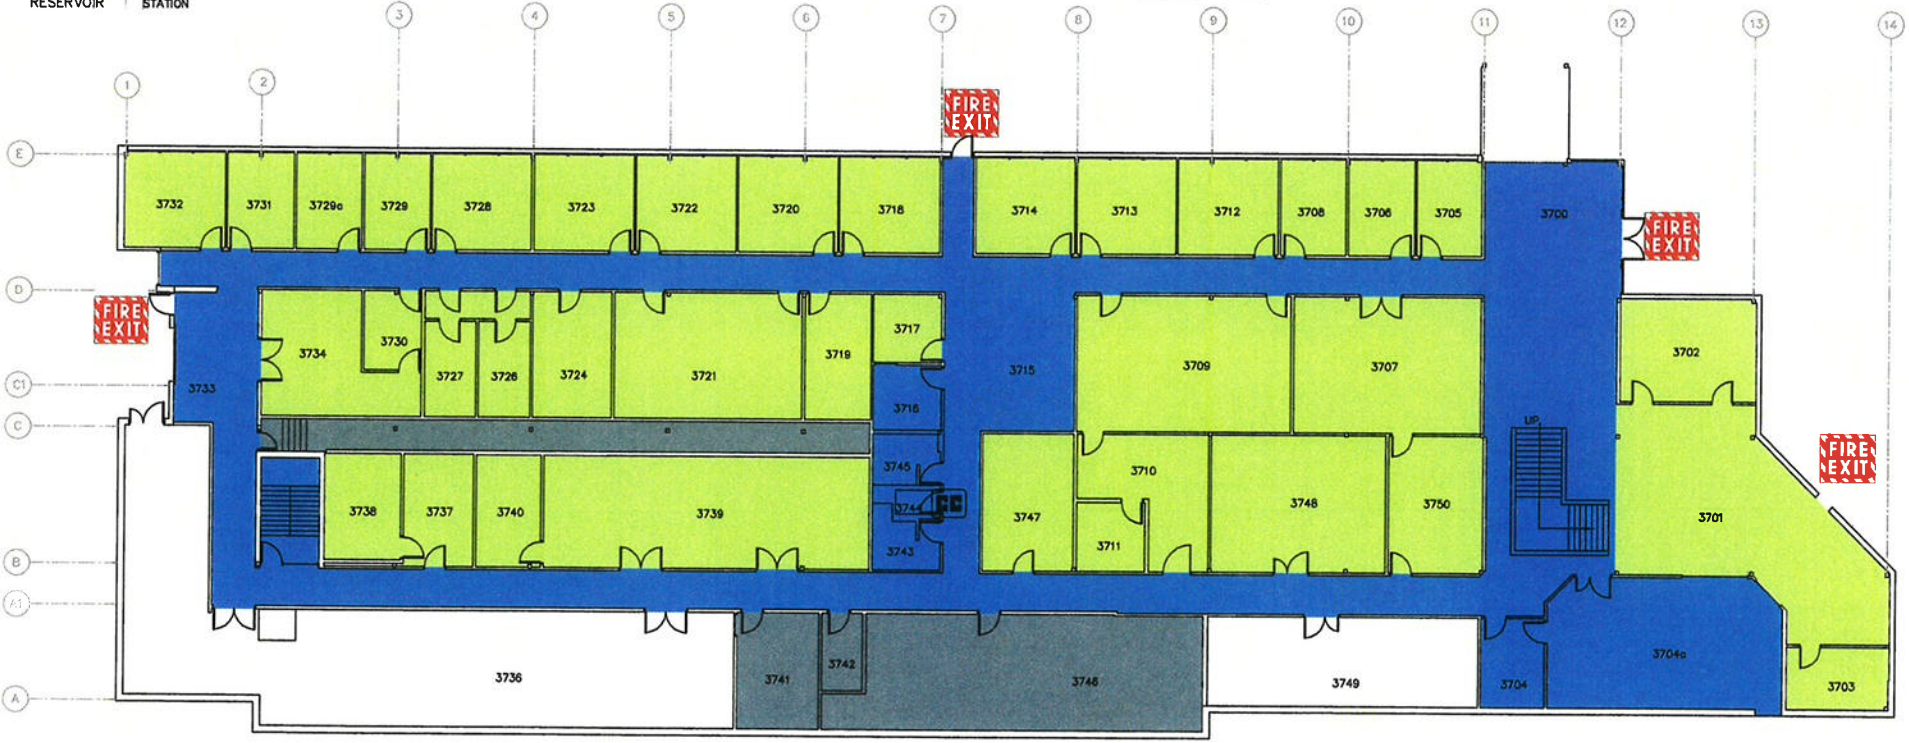 RESERVOIR STATION
1 2 3 4 5 6 7 8 9 10 11 12 13 14
FIRE
EXIT
E
3732 3731 3729a 3729 3728 3723 3722 3720 3718 3714 3713 3712 3708 3706 3705 3700
FIRE
EXIT
D
FIRE
EXIT
3734 3730 3727 3726 3724 3721 3719 3717 3715 3709 3707 3702
3733
C1
3716
C
UP
FIRE
EXIT
3745 3710
3738 3737 3740 3739 3744 3747 3748 3750 3701
3743 3711
B
A1
3736 3741 3742 3746 3749 3704 3704a 3703
A